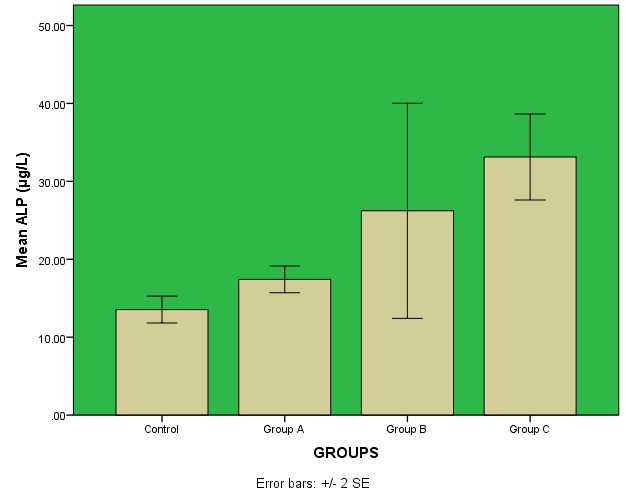 50.00
40.00
30.00
20.00
10.00
.00
Mean ALP (µg/L)
Control
Group A
Group B
Group C
GROUPS
Error bars: +/- 2 SE